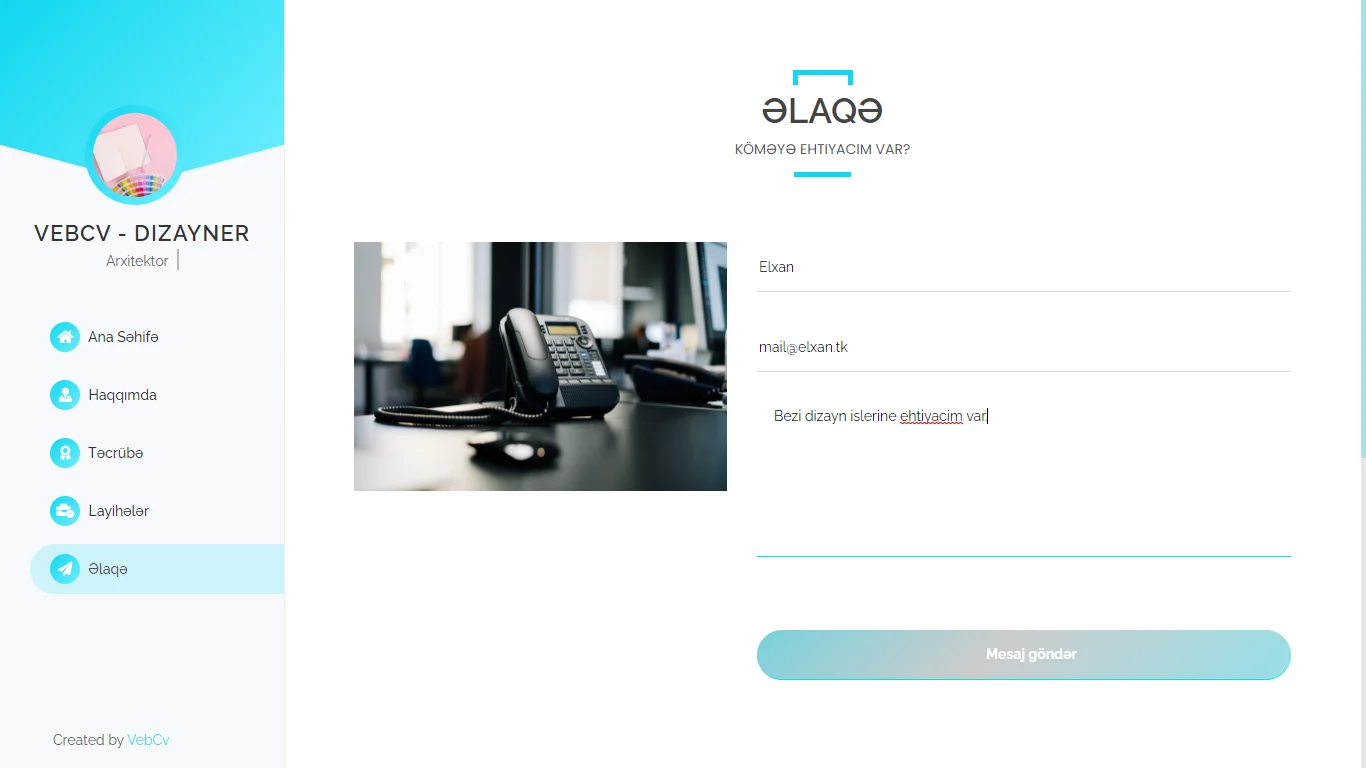 VEBCV - DIZAYNER
Arxitektor
Ana Səhifə
Haqqımda
Təcrübə
Layihələr
Əlaqə
Created by VebCv
ƏLAQƏ
KÖMƏYƏ EHTIYACIM VAR?
Elxan
mail@elxan.tk
Bezi dizayn islerine ehtiyacim var.
Mesaj göndər